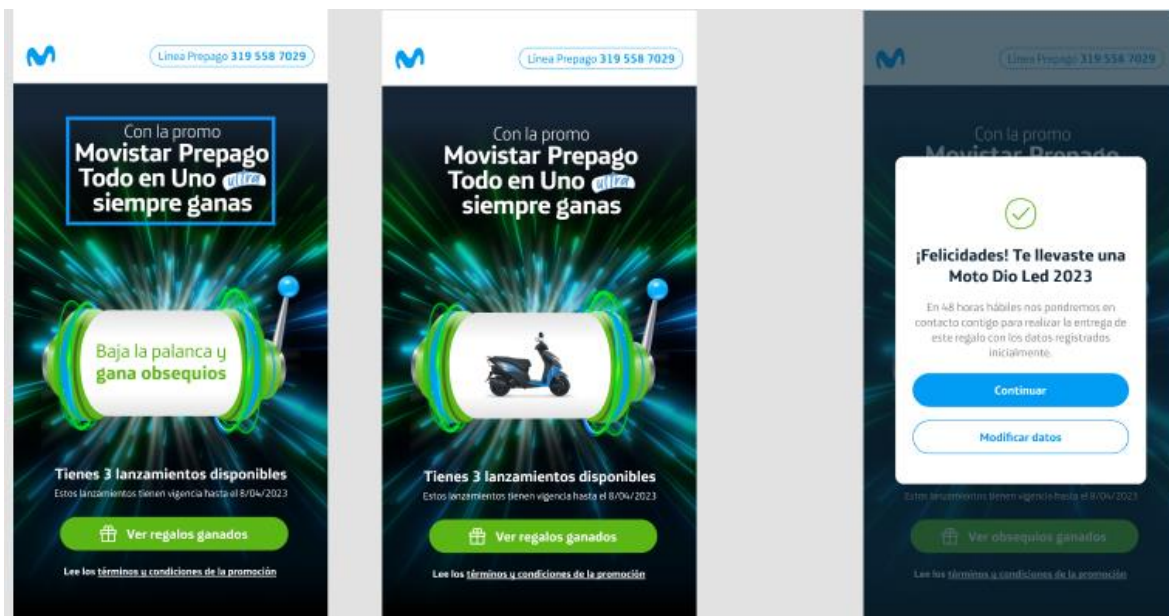 Línea Prepago 319 558 7029
Con la promo
Movistar Prepago
Todo en Uno ultra
siempre ganas
Baja la palanca y
gana obsequios
Tienes 3 lanzamientos disponibles
Estos lanzamientos tienen vigencia hasta el 8/04/2023
Ver regalos ganados
Lee los términos y condiciones de la promoción
Línea Prepago 319 558 7029
Con la promo
Movistar Prepago
Todo en Uno ultra
siempre ganas
Tienes 3 lanzamientos disponibles
Estos lanzamientos tienen vigencia hasta el 8/04/2023
Ver regalos ganados
Lee los términos y condiciones de la promoción
Línea Prepago 319 558 7029
Con la promo
Movistar Prepago
¡Felicidades! Te llevaste una
Moto Dio Led 2023
En 48 horas hábiles nos pondremos en
contacto contigo para realizar la entrega de
este regalo con los datos registrados
inicialmente.
Continuar
Modificar datos
Estos lanzamientos tienen vigencia hasta el 8/04/2023
Ver obsequios ganados
Lee los términos y condiciones de la promoción